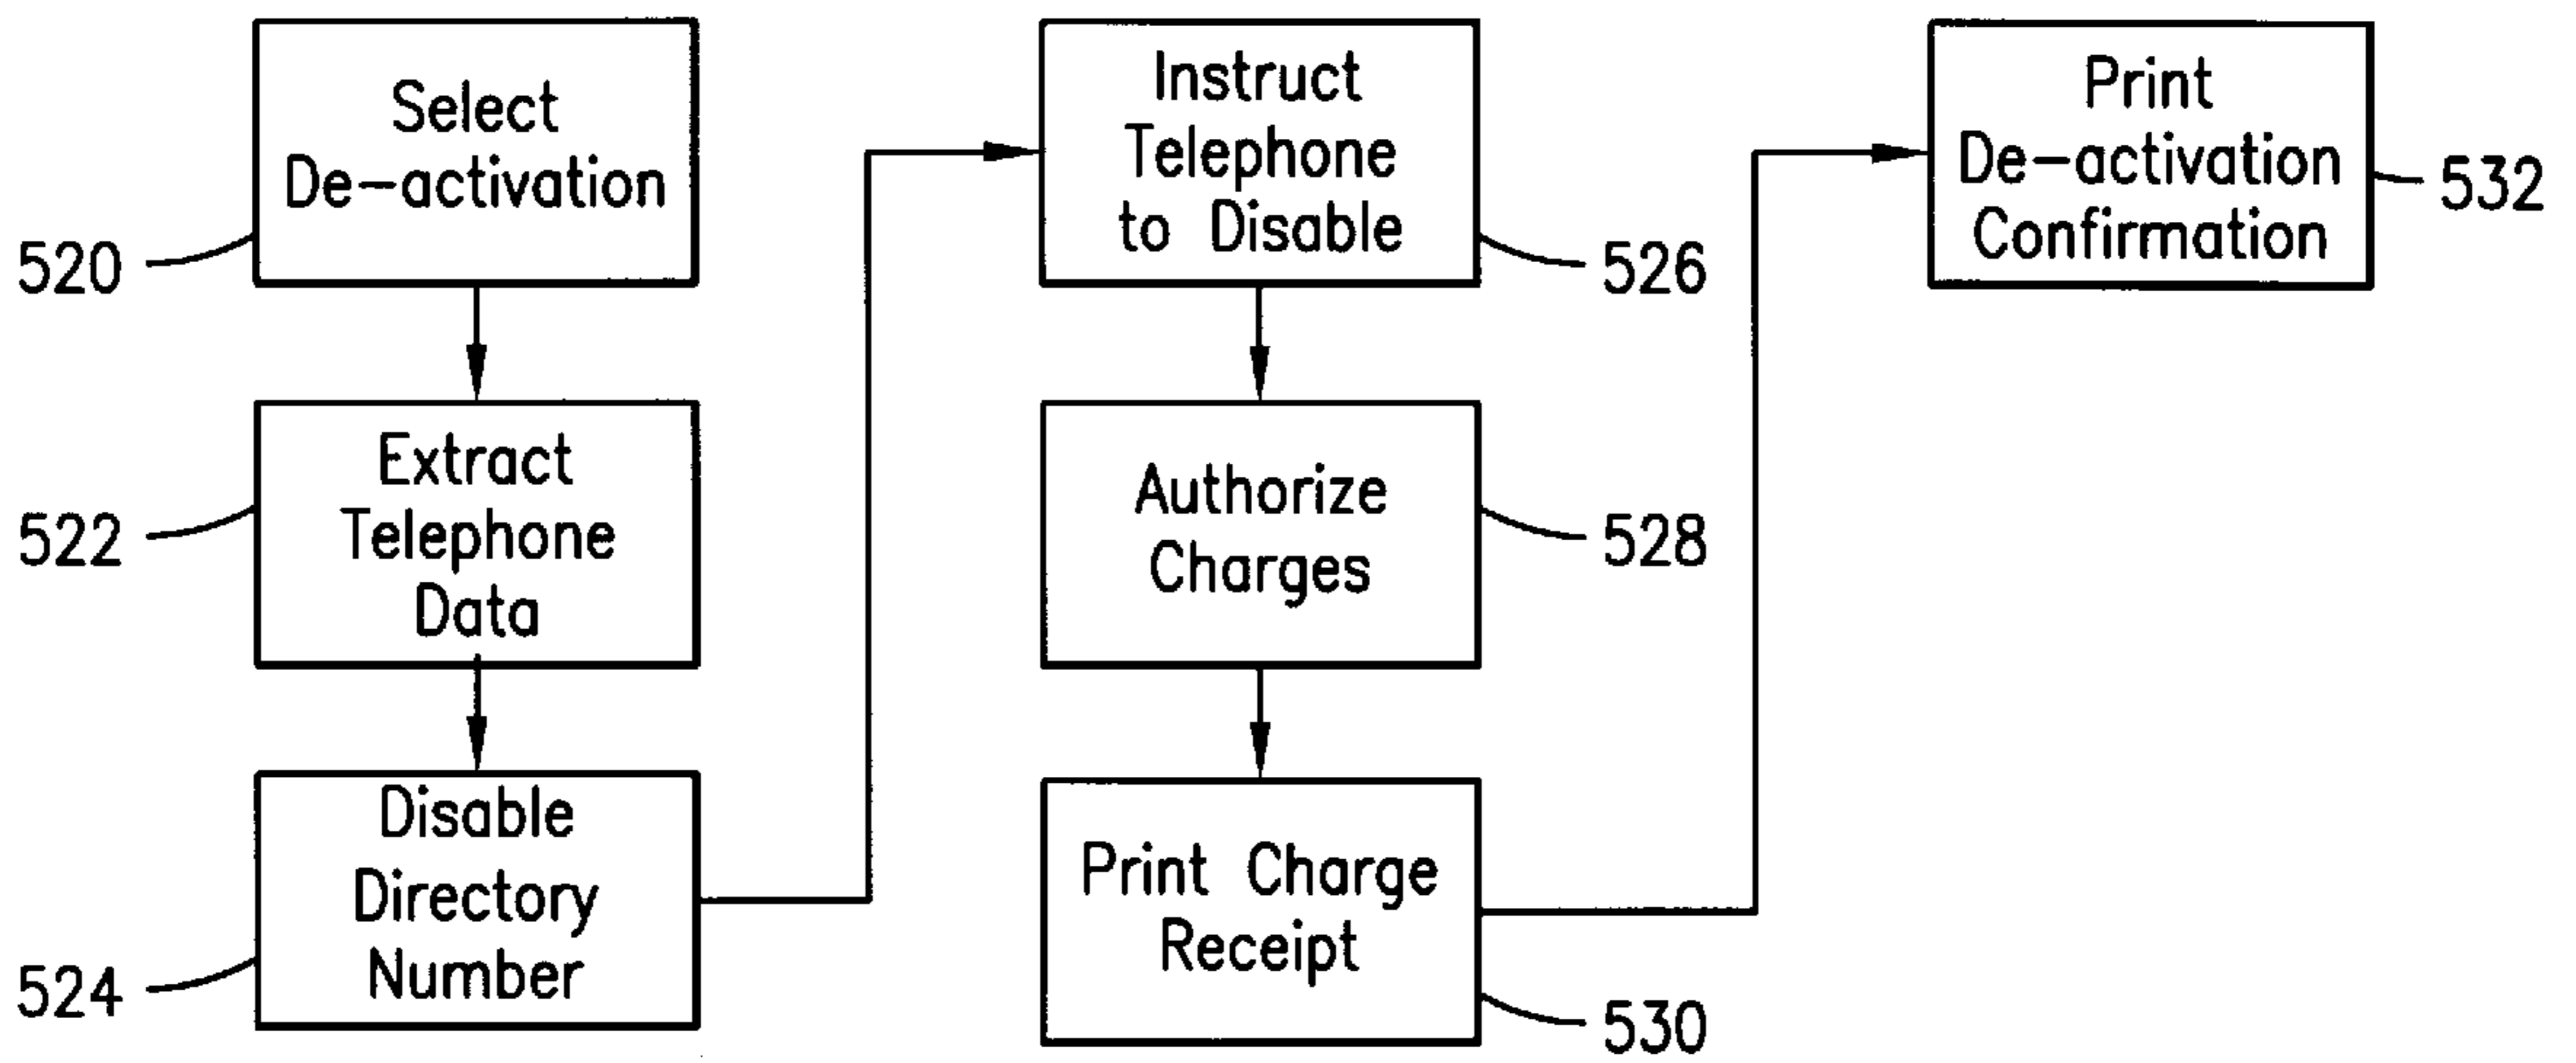 Select
De-activation
520
Extract
Telephone
Data
522
Disable
Directory
Number
524
Instruct
Telephone
to Disable
526
Authorize
Charges
528
Print Charge
Receipt
530
Print
De-activation
Confirmation
532